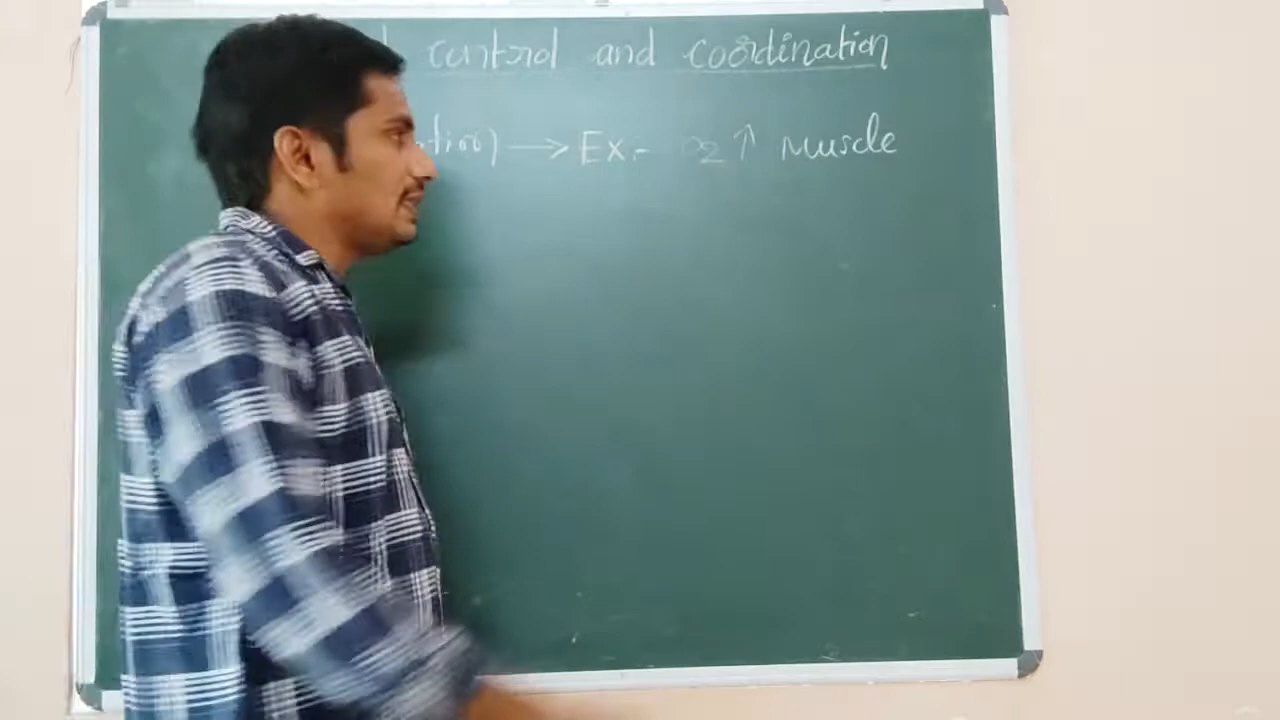 control and coordination
→ Ex:- O2 ↑ Muscle